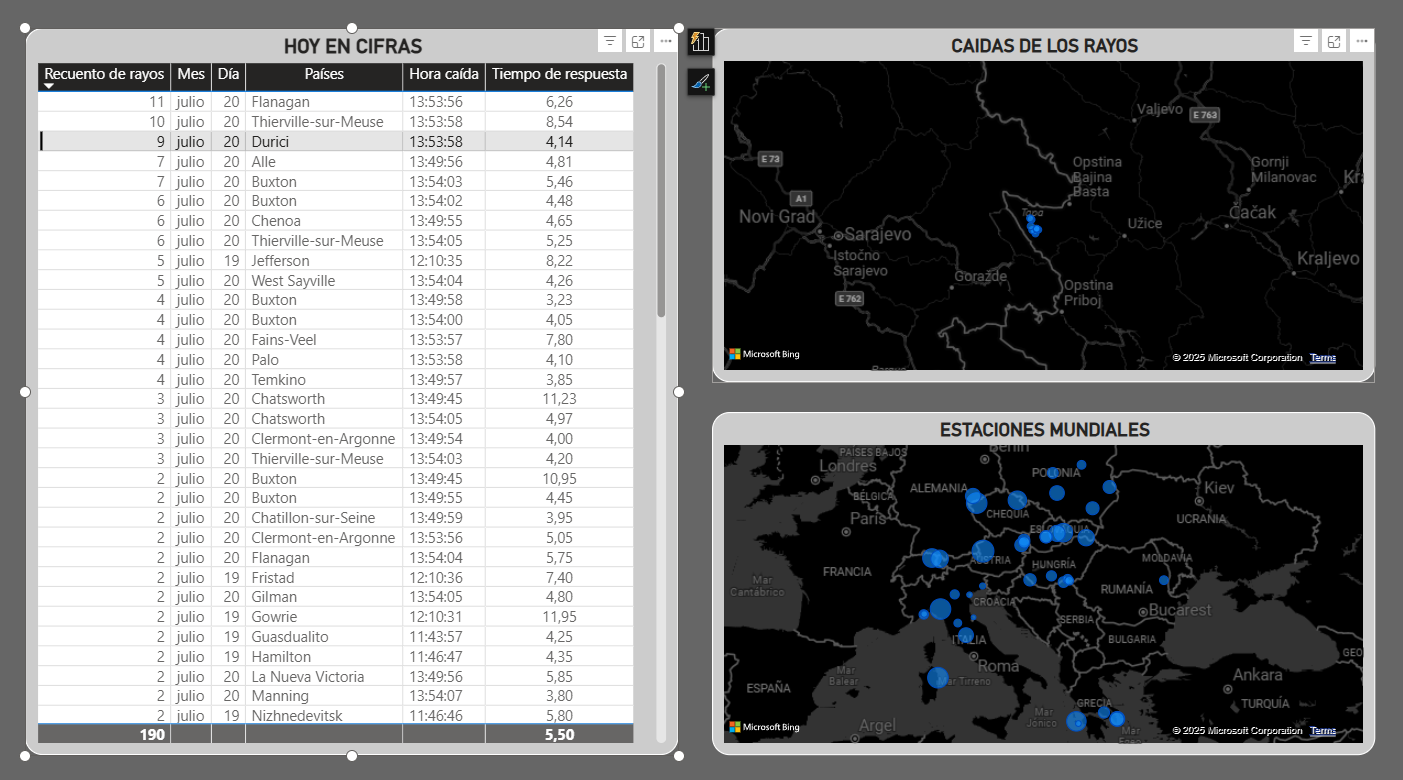 HOY EN CIFRAS
Recuento de rayos Mes Día Países Hora caída Tiempo de respuesta
11 julio 20 Flanagan 13:53:56 6,26
10 julio 20 Thierville-sur-Meuse 13:53:58 8,54
9 julio 20 Durici 13:53:58 4,14
7 julio 20 Alle 13:49:56 4,81
7 julio 20 Buxton 13:54:03 5,46
6 julio 20 Buxton 13:54:02 4,48
6 julio 20 Chenoa 13:49:55 4,65
6 julio 20 Thierville-sur-Meuse 13:54:05 5,25
5 julio 19 Jefferson 12:10:35 8,22
5 julio 20 West Sayville 13:54:04 4,26
4 julio 20 Buxton 13:49:58 3,23
4 julio 20 Buxton 13:54:00 4,05
4 julio 20 Fains-Veel 13:53:57 7,80
4 julio 20 Palo 13:53:58 4,10
4 julio 20 Temkino 13:49:57 3,85
3 julio 20 Chatsworth 13:49:45 11,23
3 julio 20 Chatsworth 13:54:05 4,97
3 julio 20 Clermont-en-Argonne 13:49:54 4,00
3 julio 20 Thierville-sur-Meuse 13:54:03 4,20
2 julio 20 Buxton 13:49:45 10,95
2 julio 20 Buxton 13:49:55 4,45
2 julio 20 Chatillon-sur-Seine 13:49:59 3,95
2 julio 20 Clermont-en-Argonne 13:53:56 5,05
2 julio 20 Flanagan 13:54:04 5,75
2 julio 19 Fristad 12:10:36 7,40
2 julio 20 Gilman 13:54:05 4,80
2 julio 19 Gowrie 12:10:31 11,95
2 julio 19 Guasdualito 11:43:57 4,25
2 julio 19 Hamilton 11:46:47 4,35
2 julio 20 La Nueva Victoria 13:49:56 5,85
2 julio 20 Manning 13:54:07 3,80
2 julio 19 Nizhnedevitsk 11:46:46 5,80
190 5,50
CAIDAS DE LOS RAYOS
Valjevo
E 763
E 73
Opstina
Bajina
Basta
Gornji
Milanovac
Kr
A1
Novi Grad
Tapa
Čačak
Užice
Sarajevo
Istočno
Sarajevo
Kraljevo
Goražde
Opstina
Priboj
E 762
Microsoft Bing
© 2025 Microsoft Corporation Terms
ESTACIONES MUNDIALES
PAÍSES BAJOS
Berlín
Londres
POLONIA
ALEMANIA
Kiev
BÉLGICA
CHEQUIA
París
UCRANIA
ESLOVAQUIA
AUSTRIA
MOLDAVIA
FRANCIA
HUNGRÍA
Mar
Cantábrico
RUMANÍA
CROACIA
Bucarest
SERBIA
ITALIA
BULGARIA
GEO
Roma
Mar
Balear
Mar Tirreno
Ankara
ESPAÑA
TURQUÍA
GRECIA
Mar
Jónico
Argel
Mar
Egeo
Microsoft Bing
© 2025 Microsoft Corporation Terms